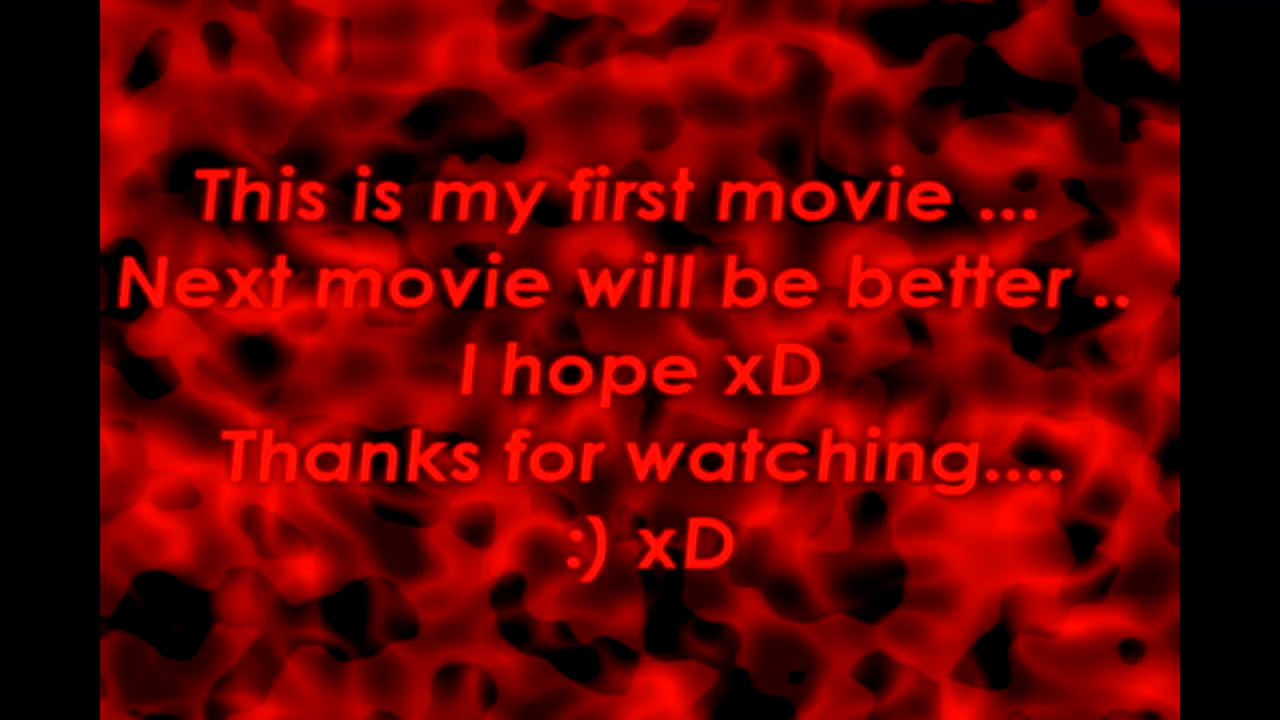 This is my first movie ...
Next movie will be better ..
I hope xD
Thanks for watching....
:) xD